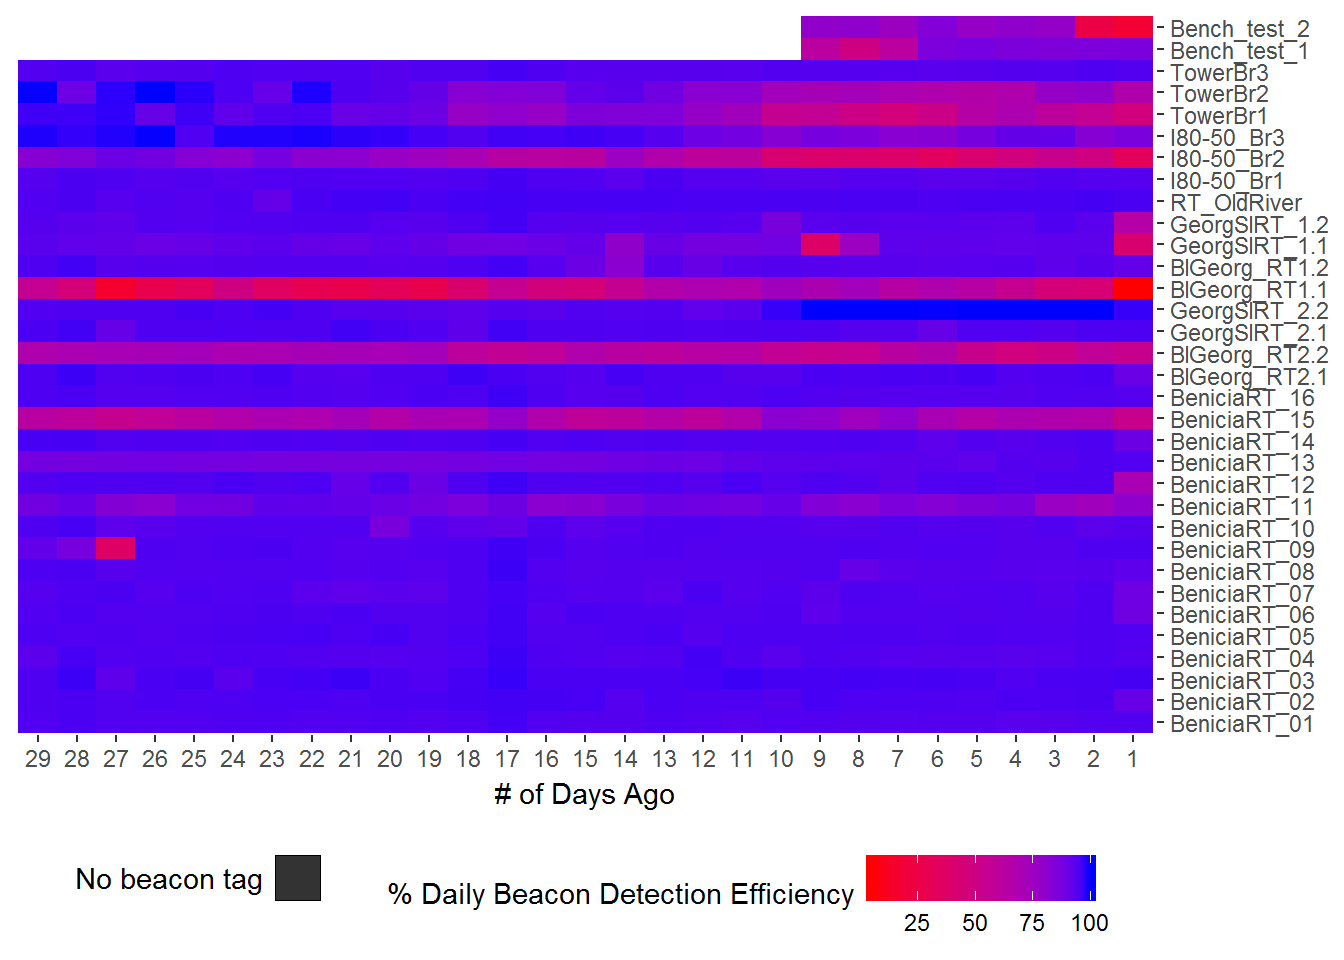 Bench_test_2
Bench_test_1
TowerBr3
TowerBr2
TowerBr1
I80-50_Br3
I80-50_Br2
I80-50_Br1
RT_OldRiver
GeorgSlRT_1.2
GeorgSlRT_1.1
BlGeorg_RT1.2
BlGeorg_RT1.1
GeorgSlRT_2.2
GeorgSlRT_2.1
BlGeorg_RT2.2
BlGeorg_RT2.1
BeniciaRT_16
BeniciaRT_15
BeniciaRT_14
BeniciaRT_13
BeniciaRT_12
BeniciaRT_11
BeniciaRT_10
BeniciaRT_09
BeniciaRT_08
BeniciaRT_07
BeniciaRT_06
BeniciaRT_05
BeniciaRT_04
BeniciaRT_03
BeniciaRT_02
BeniciaRT_01
29 28 27 26 25 24 23 22 21 20 19 18 17 16 15 14 13 12 11 10 9 8 7 6 5 4 3 2 1
# of Days Ago
No beacon tag
% Daily Beacon Detection Efficiency
25 50 75 100